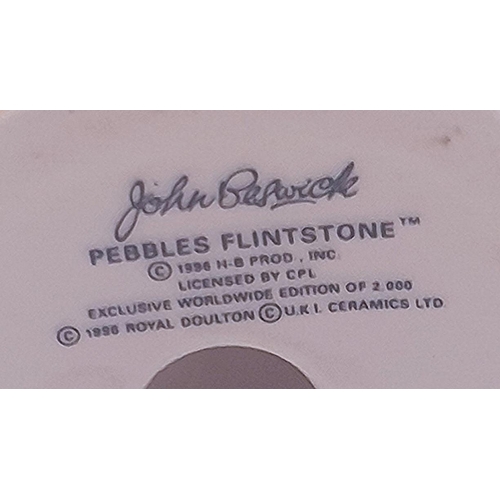 John Beswick
PEBBLES FLINTSTONE™
© 1996 H-B PROD., INC.
LICENSED BY CPL
EXCLUSIVE WORLDWIDE EDITION OF 2,000
© 1996 ROYAL DOULTON © U.K.I. CERAMICS LTD.